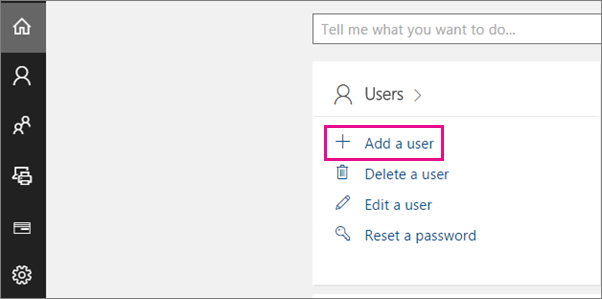 Tell me what you want to do...
Users
Add a user
Delete a user
Edit a user
Reset a password